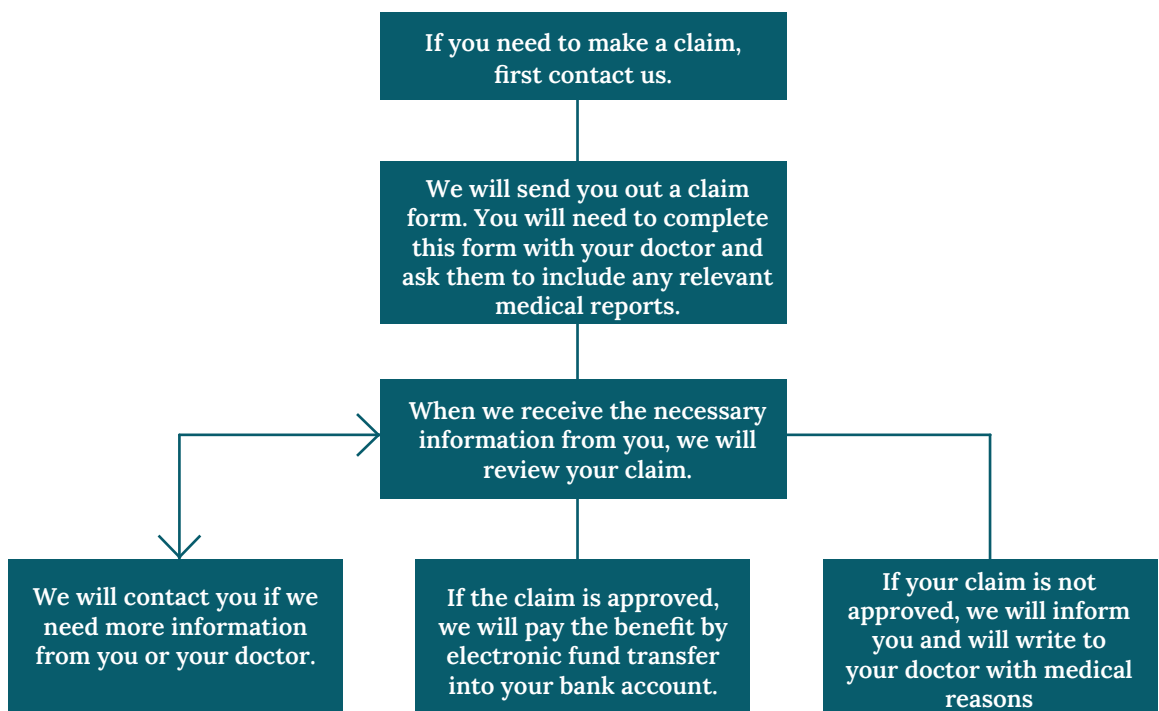 If you need to make a claim,
first contact us.
We will send you out a claim
form. You will need to complete
this form with your doctor and
ask them to include any relevant
medical reports.
When we receive the necessary
information from you, we will
review your claim.
We will contact you if we
need more information
from you or your doctor.
If the claim is approved,
we will pay the benefit by
electronic fund transfer
into your bank account.
If your claim is not
approved, we will inform
you and will write to
your doctor with medical
reasons